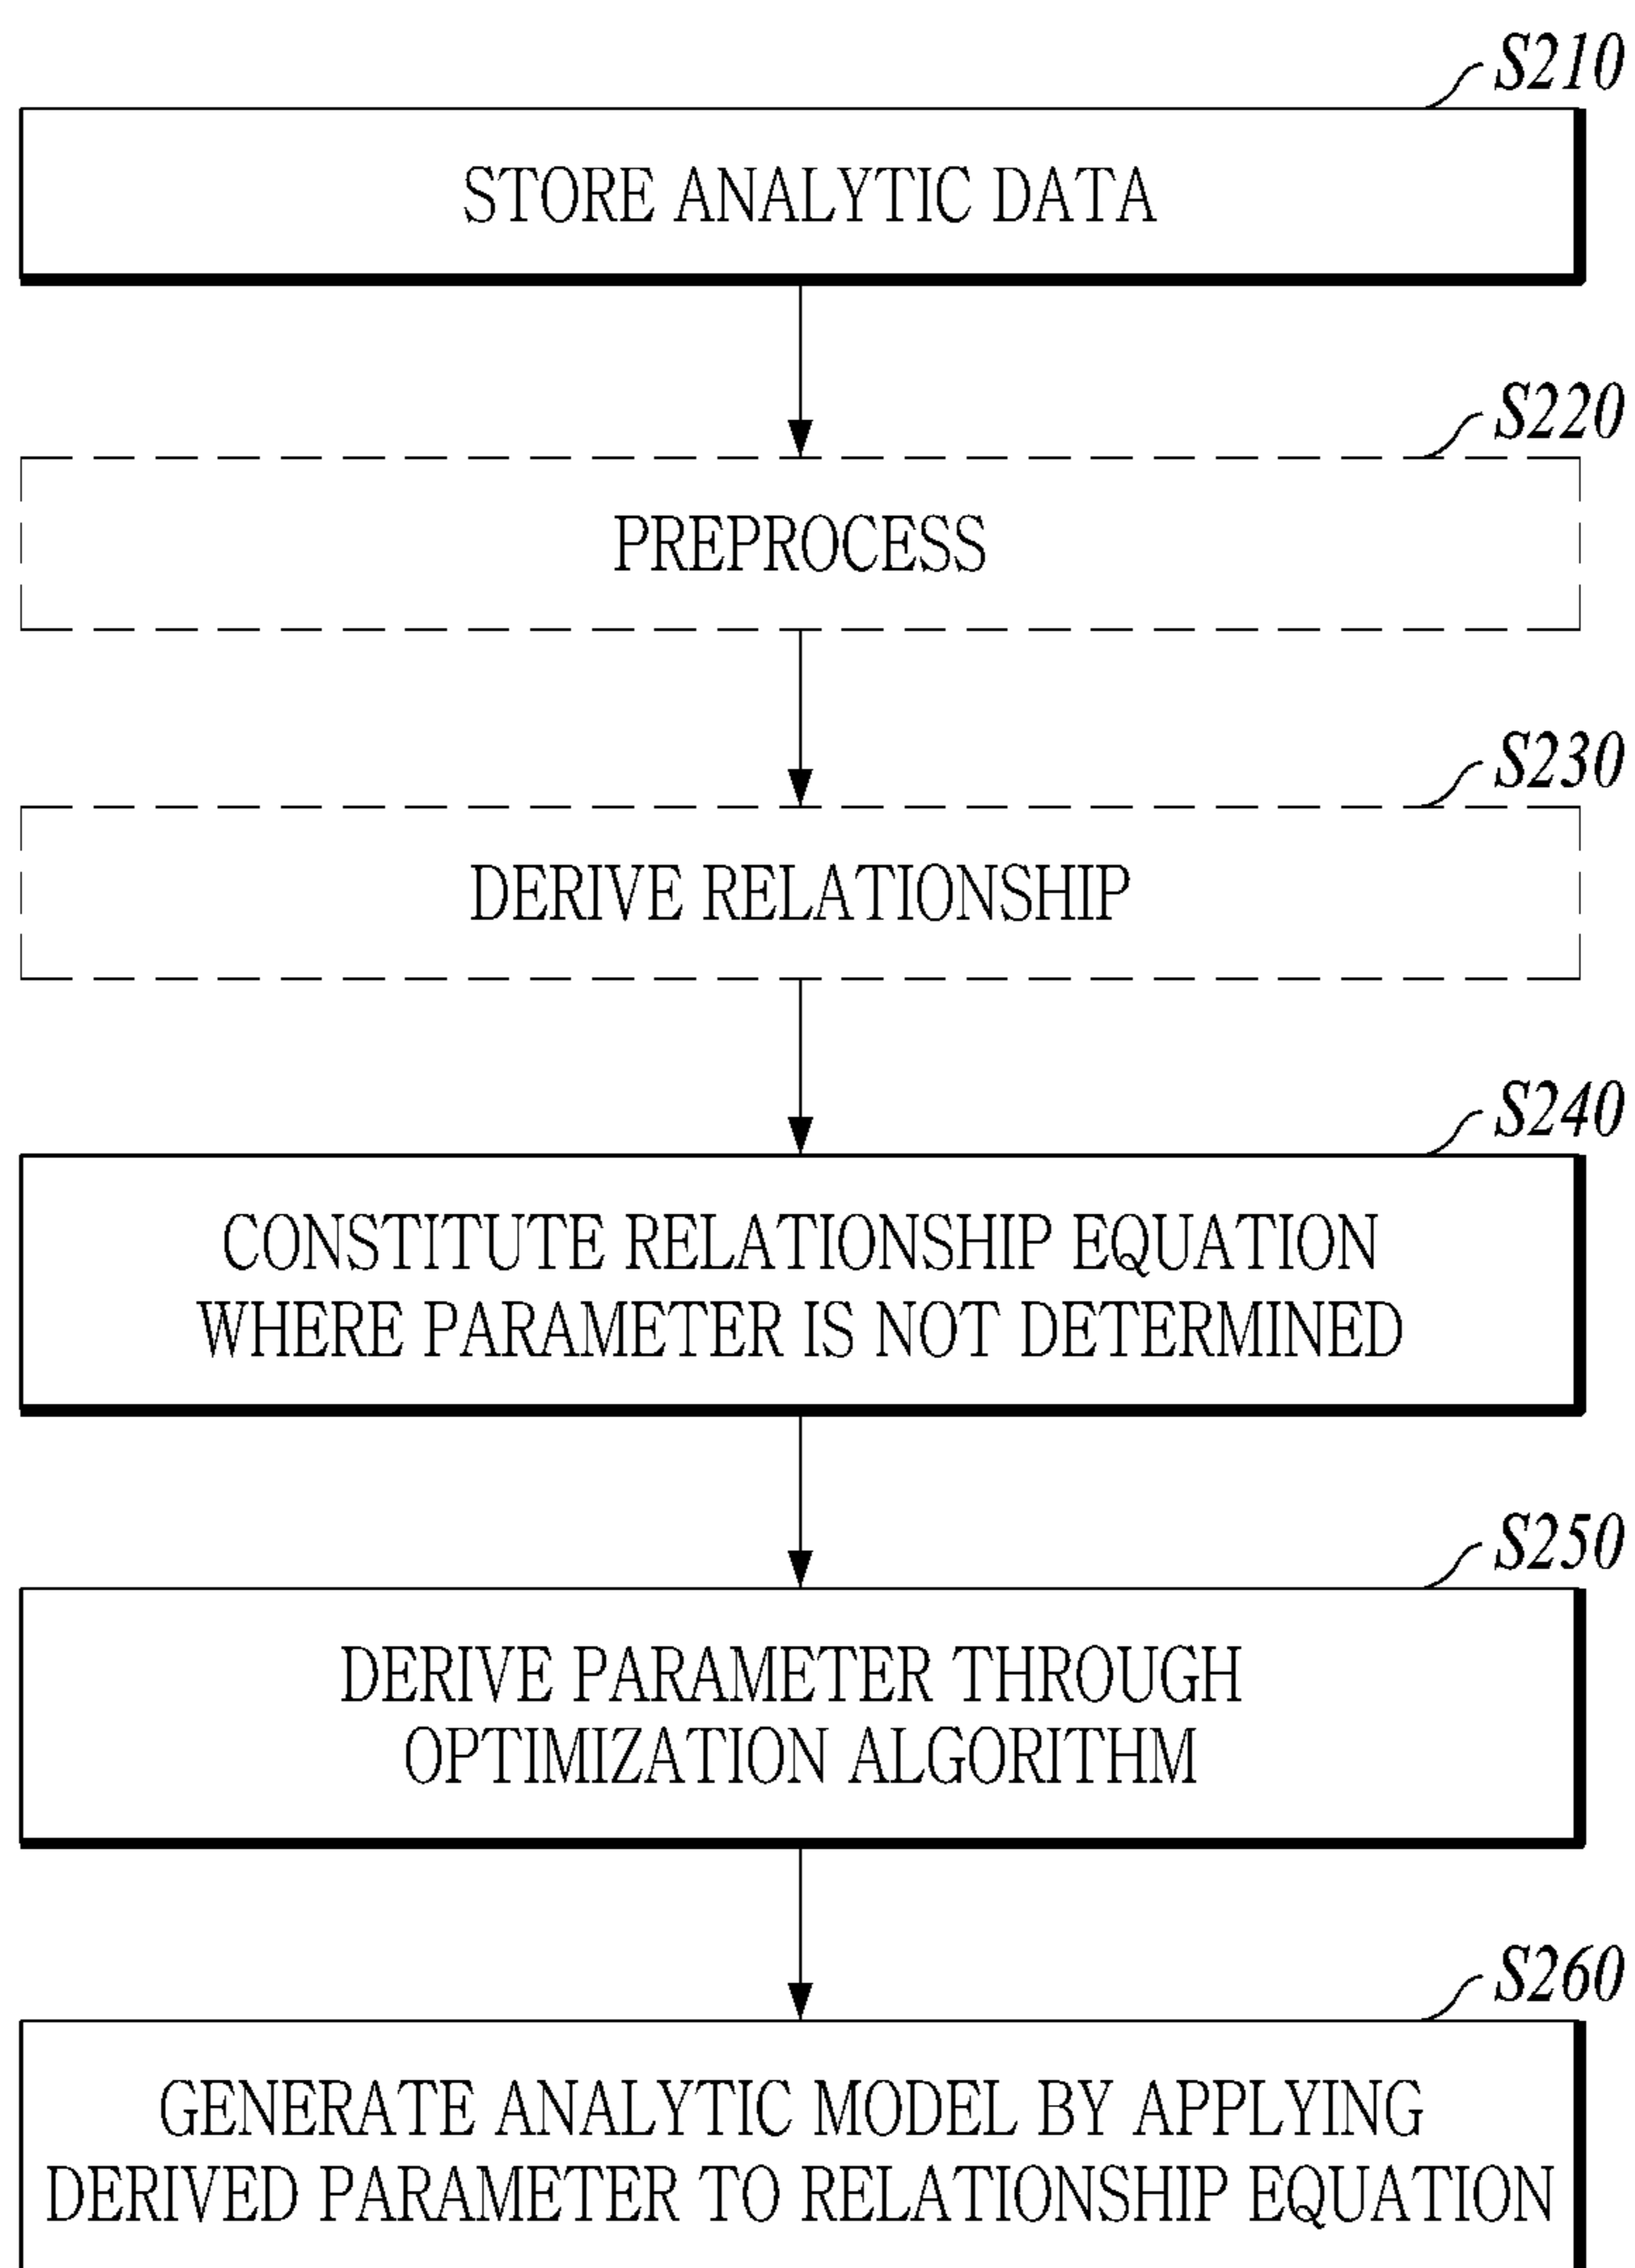 S210
STORE ANALYTIC DATA
S220
PREPROCESS
S230
DERIVE RELATIONSHIP
S240
CONSTITUTE RELATIONSHIP EQUATION
WHERE PARAMETER IS NOT DETERMINED
S250
DERIVE PARAMETER THROUGH
OPTIMIZATION ALGORITHM
S260
GENERATE ANALYTIC MODEL BY APPLYING
DERIVED PARAMETER TO RELATIONSHIP EQUATION